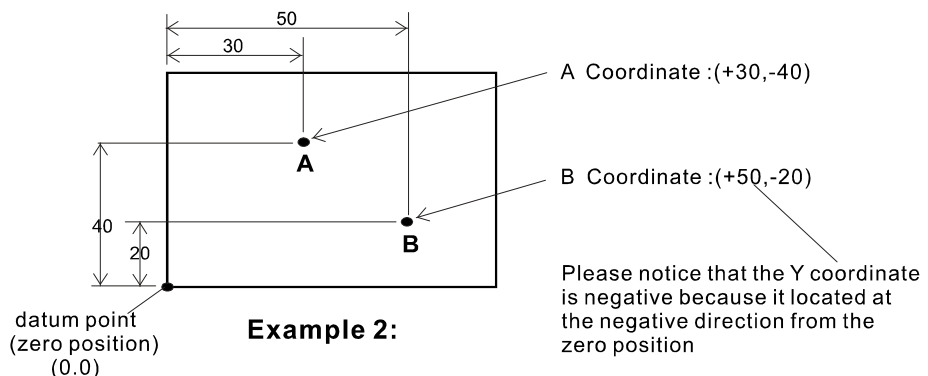 50
30
A Coordinate :(+30,-40)
A
B Coordinate :(+50,-20)
40
20
B
Please notice that the Y coordinate
is negative because it located at
the negative direction from the
zero position
datum point
(zero position)
(0.0)
Example 2: